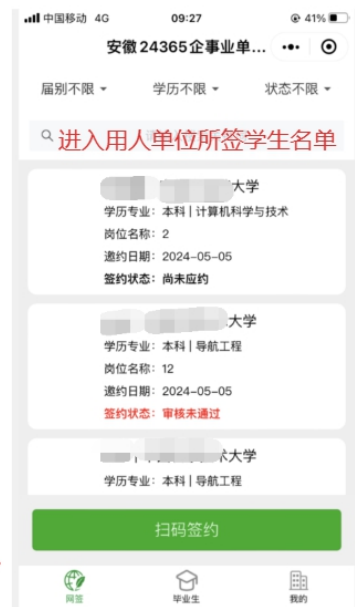 中国移动 4G 09:27 41%
安徽24365企事业单...
届别不限 学历不限 状态不限
进入用人单位所签学生名单
大学
学历专业：本科 | 计算机科学与技术
岗位名称：2
邀约日期：2024-05-05
签约状态：尚未应约
大学
学历专业：本科 | 导航工程
岗位名称：12
邀约日期：2024-05-05
签约状态：审核未通过
大学
学历专业：本科 | 导航工程
扫码签约
网签 毕业生 我的